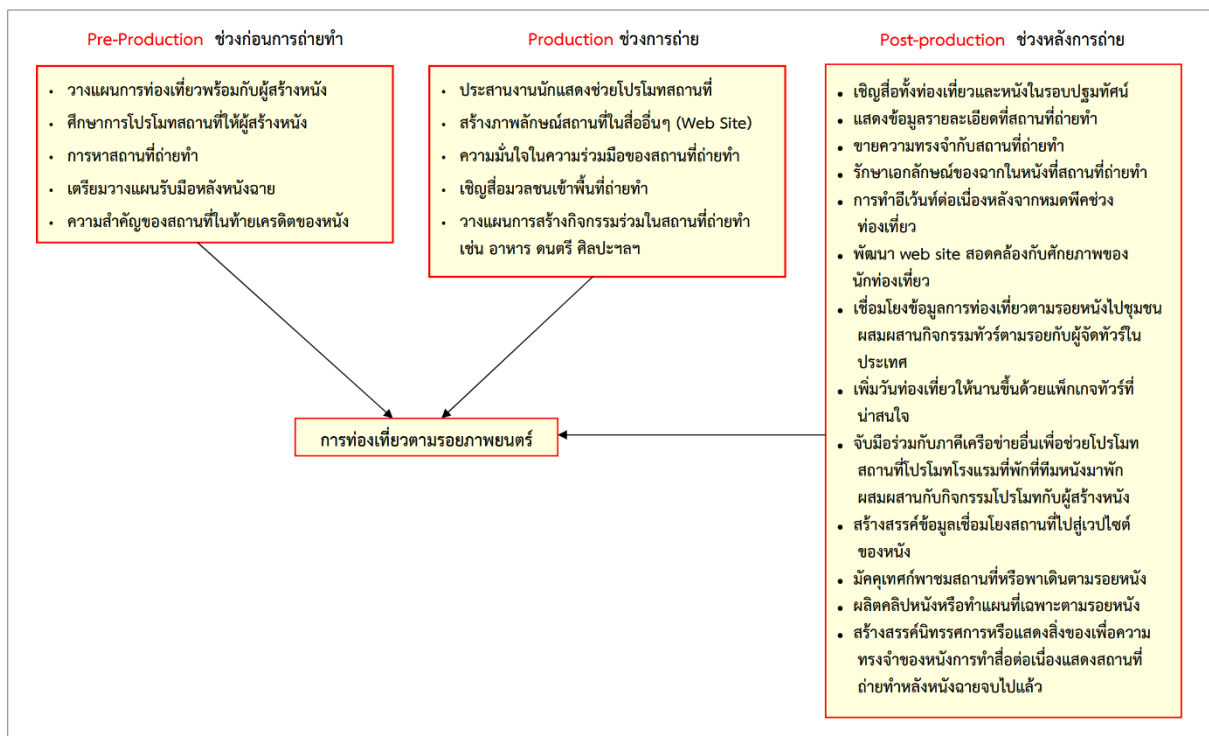 Pre-Production ช่วงก่อนการถ่ายทำ
• วางแผนการท่องเที่ยวพร้อมกับผู้สร้างหนัง
• ศึกษาการโปรโมทสถานที่ให้ผู้สร้างหนัง
• การหาสถานที่ถ่ายทำ
• เตรียมวางแผนรับมือหลังหนังฉาย
• ความสำคัญของสถานที่ในท้ายเครดิตของหนัง
Production ช่วงการถ่าย
• ประสานงานนักแสดงช่วยโปรโมทสถานที่
• สร้างภาพลักษณ์สถานที่ในสื่ออื่นๆ (Web Site)
• ความมั่นใจในความร่วมมือของสถานที่ถ่ายทำ
• เชิญสื่อมวลชนเข้าพื้นที่ถ่ายทำ
• วางแผนการสร้างกิจกรรมร่วมในสถานที่ถ่ายทำ
เช่น อาหาร ดนตรี ศิลปะฯลฯ
Post-production ช่วงหลังการถ่าย
• เชิญสื่อทั้งท่องเที่ยวและหนังในรอบปฐมทัศน์
• แสดงข้อมูลรายละเอียดที่สถานที่ถ่ายทำ
• ขายความทรงจำกับสถานที่ถ่ายทำ
• รักษาเอกลักษณ์ของฉากในหนังที่สถานที่ถ่ายทำ
• การทำอีเว้นท์ต่อเนื่องหลังจากหมดพีคช่วง
ท่องเที่ยว
• พัฒนา web site สอดคล้องกับศักยภาพของ
นักท่องเที่ยว
• เชื่อมโยงข้อมูลการท่องเที่ยวตามรอยหนังไปชุมชน
ผสมผสานกิจกรรมทัวร์ตามรอยกับผู้จัดทัวร์ใน
ประเทศ
• เพิ่มวันท่องเที่ยวให้นานขึ้นด้วยแพ็กเกจทัวร์ที่
น่าสนใจ
• จับมือร่วมกับภาคีเครือข่ายอื่นเพื่อช่วยโปรโมท
สถานที่โปรโมทโรงแรมที่พักที่ทีมหนังมาพัก
ผสมผสานกับกิจกรรมโปรโมทกับผู้สร้างหนัง
• สร้างสรรค์ข้อมูลเชื่อมโยงสถานที่ไปสู่เวปไซต์
ของหนัง
• มัคคุเทศก์พาชมสถานที่หรือพาเดินตามรอยหนัง
• ผลิตคลิปหนังหรือทำแผนที่เฉพาะตามรอยหนัง
• สร้างสรรค์นิทรรศการหรือแสดงสิ่งของเพื่อความ
ทรงจำของหนังการทำสื่อต่อเนื่องแสดงสถานที่
ถ่ายทำหลังหนังฉายจบไปแล้ว
การท่องเที่ยวตามรอยภาพยนตร์